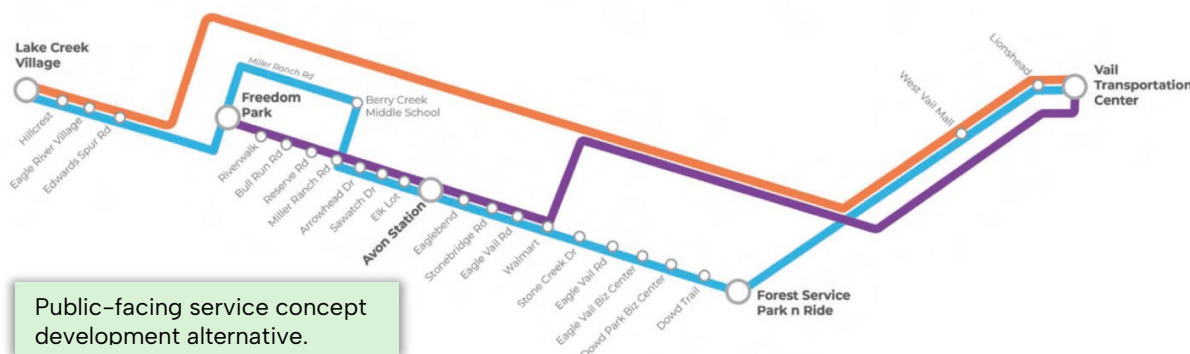 Lake Creek
Village
Hillcrest
Eagle River Village
Edwards Spur Rd
Miller Ranch Rd
Freedom
Park
Berry Creek
Middle School
Riverwalk
Bull Run Rd
Reserve Rd
Miller Ranch Rd
Arrowhead Dr
Sawatch Dr
Elk Lot
Avon Station
Eaglebend
Stonebridge Rd
Eagle Vail Rd
Walmart
Stone Creek Dr
Eagle Vail Rd
Eagle Vail Biz Center
Dowd Park Biz Center
Dowd Trail
Forest Service
Park n Ride
West Vail Mall
Lionshead
Vail
Transportation
Center
Public-facing service concept
development alternative.